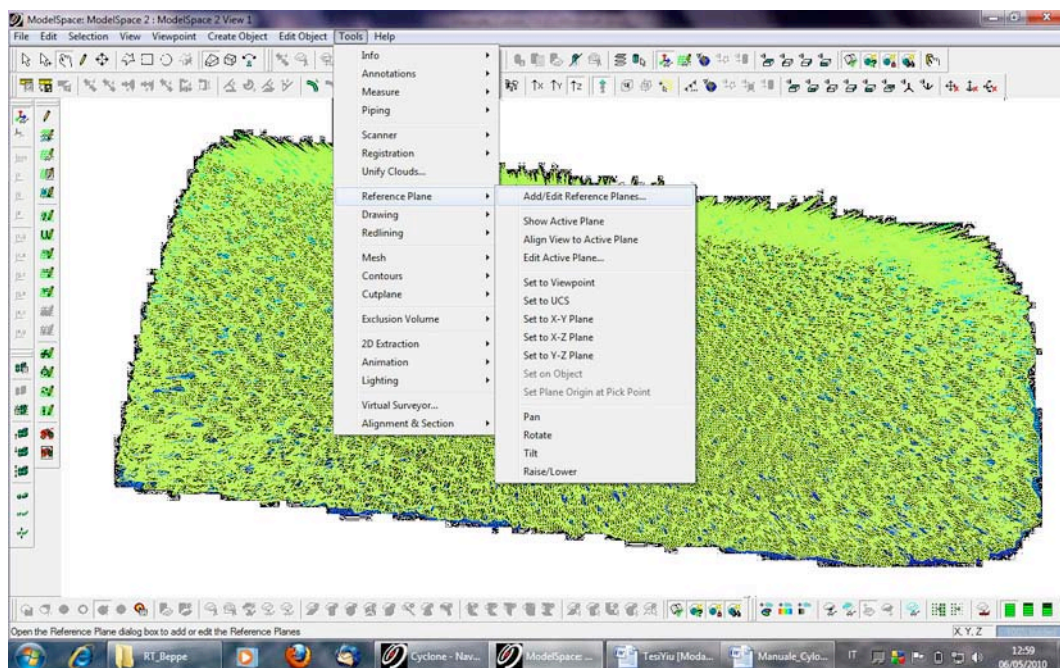 ModelSpace: ModelSpace 2 : ModelSpace 2 View 1
File Edit Selection View Viewpoint Create Object Edit Object Tools Help
Info
Annotations
Measure
Piping
Scanner
Registration
Unify Clouds...
Reference Plane
Drawing
Redlining
Mesh
Contours
Cutplane
Exclusion Volume
2D Extraction
Animation
Lighting
Virtual Surveyor...
Alignment & Section
Add/Edit Reference Planes...
Show Active Plane
Align View to Active Plane
Edit Active Plane...
Set to Viewpoint
Set to UCS
Set to X-Y Plane
Set to X-Z Plane
Set to Y-Z Plane
Set on Object
Set Plane Origin at Pick Point
Pan
Rotate
Tilt
Raise/Lower
Open the Reference Plane dialog box to add or edit the Reference Planes
X, Y, Z
RT_Beppe
Cyclone - Nav...
ModelSpace: ...
TesiYiu [Moda...
Manuale_Cylo...
IT
12:59
06/05/2011